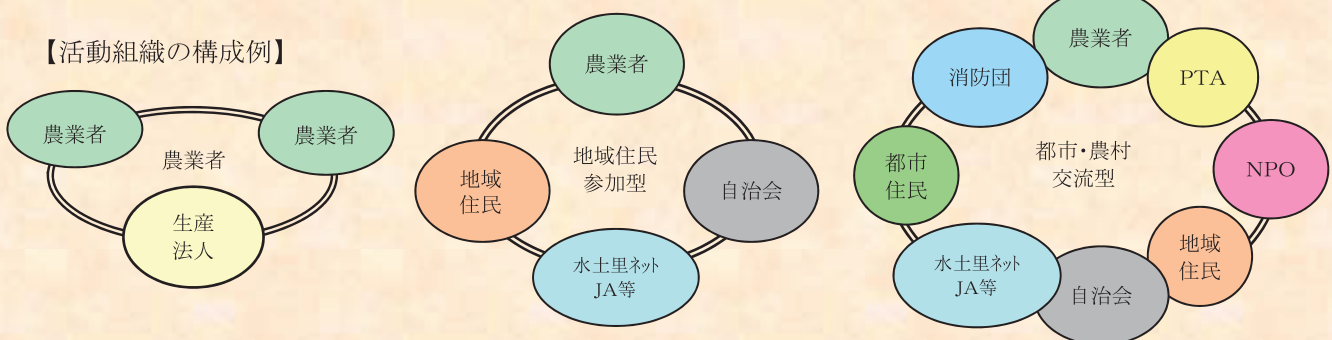 【活動組織の構成例】
農業者
農業者
農業者
生産
法人
農業者
地域住民
参加型
地域
住民
自治会
水土里ネット
JA等
農業者
消防団
PTA
都市・農村
交流型
都市
住民
NPO
地域
住民
水土里ネット
JA等
自治会